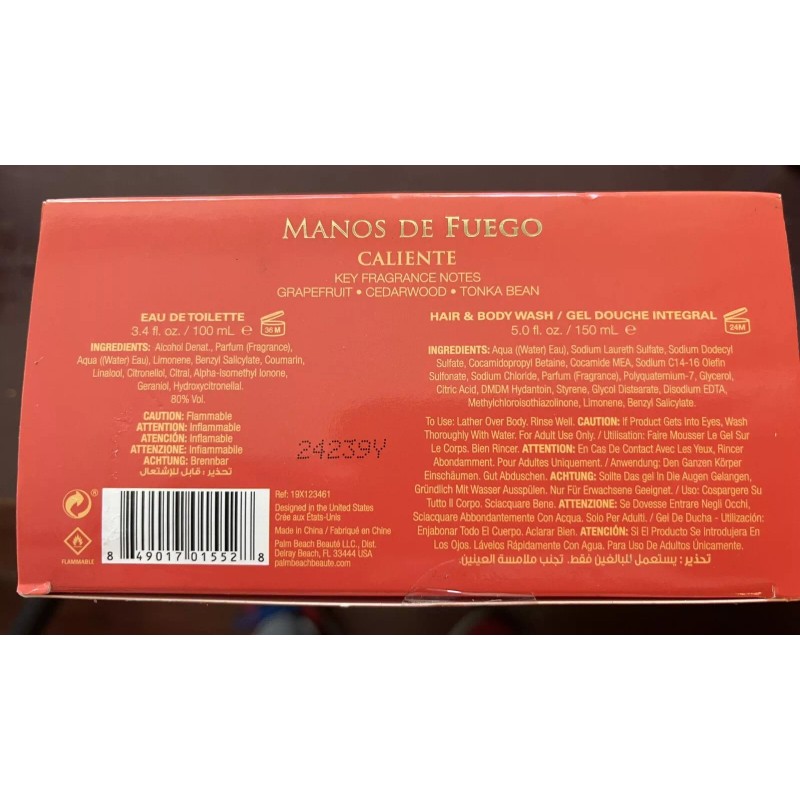 MANOS DE FUEGO
CALIENTE
KEY FRAGRANCE NOTES
GRAPEFRUIT • CEDARWOOD • TONKA BEAN
EAU DE TOILETTE
3.4 fl. oz. / 100 mL ℮
36 M
INGREDIENTS: Alcohol Denat., Parfum (Fragrance),
Aqua ((Water) Eau), Limonene, Benzyl Salicylate, Coumarin,
Linalool, Citronellol, Citral, Alpha-Isomethyl Ionone,
Geraniol, Hydroxycitronellal.
80% Vol.
CAUTION: Flammable
ATTENTION: Inflammable
ATENCIÓN: Inflamable
ATTENZIONE: Infiammabile
ACHTUNG: Brennbar
تحذير: قابل للإشتعال
24239Y
FLAMMABLE
8 49017 01552 8
Ref: 19X123461
Designed in the United States
Crée aux États-Unis
Made in China / Fabriqué en Chine
Palm Beach Beauté LLC., Dist.
Delray Beach, FL 33444 USA
palmbeachbeaute.com
HAIR & BODY WASH / GEL DOUCHE INTEGRAL
5.0 fl. oz. / 150 mL ℮
24M
INGREDIENTS: Aqua ((Water) Eau), Sodium Laureth Sulfate, Sodium Dodecyl
Sulfate, Cocamidopropyl Betaine, Cocamide MEA, Sodium C14-16 Olefin
Sulfonate, Sodium Chloride, Parfum (Fragrance), Polyquaternium-7, Glycerol,
Citric Acid, DMDM Hydantoin, Styrene, Glycol Distearate, Disodium EDTA,
Methylchloroisothiazolinone, Limonene, Benzyl Salicylate.
To Use: Lather Over Body. Rinse Well. CAUTION: If Product Gets Into Eyes, Wash
Thoroughly With Water. For Adult Use Only. / Utilisation: Faire Mousser Le Gel Sur
Le Corps. Bien Rincer. ATTENTION: En Cas De Contact Avec Les Yeux, Rincer
Abondamment. Pour Adultes Uniquement. / Anwendung: Den Ganzen Körper
Einschäumen. Gut Abduschen. ACHTUNG: Sollte Das gel In Die Augen Gelangen,
Gründlich Mit Wasser Ausspülen. Nur Für Erwachsene Geeignet. / Uso: Cospargere Su
Tutto Il Corpo. Sciacquare Bene. ATTENZIONE: Se Dovesse Entrare Negli Occhi,
Sciacquare Abbondantemente Con Acqua. Solo Per Adulti. / Gel De Ducha - Utilización:
Enjabonar Todo El Cuerpo. Aclarar Bien. ATENCIÓN: Si El Producto Se Introdujera En
Los Ojos. Lávelos Rápidamente Con Agua. Para Uso De Adultos Únicamente.
تحذير: يستعمل للبالغين فقط. تجنب ملامسة العينين.